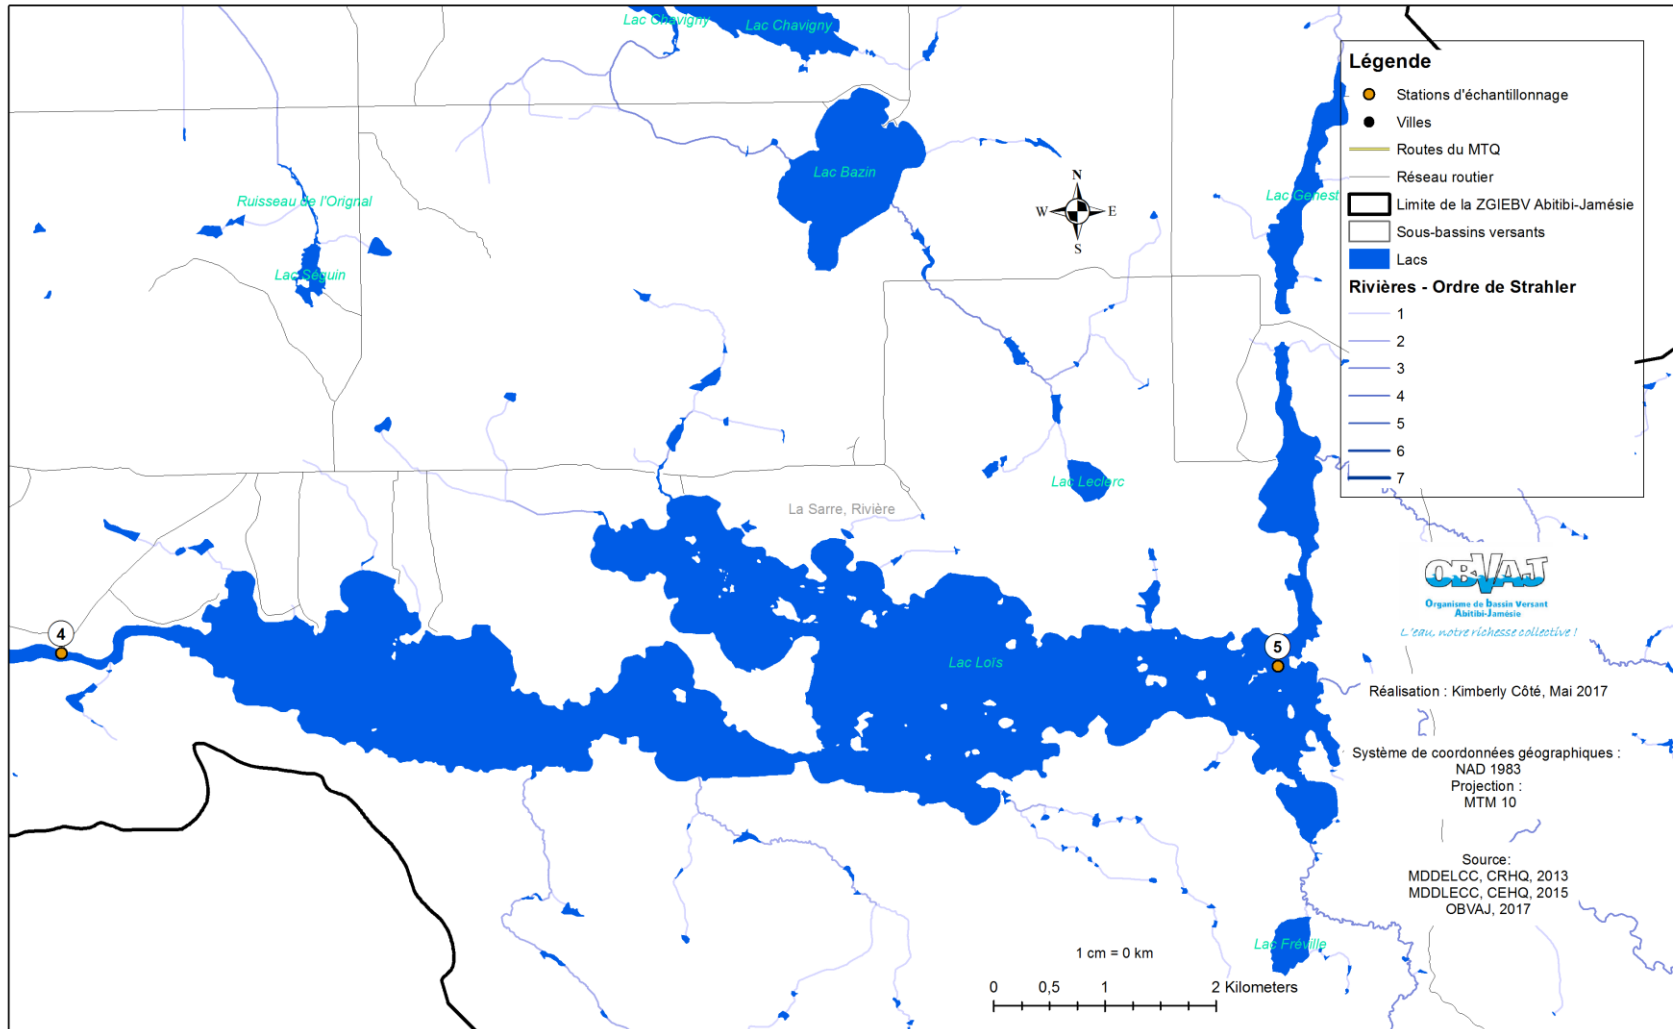 Lac Chavigny
Lac Chavigny
Lac Bazin
Ruisseau de l'Orignal
Lac Séguin
Lac Genest
N
W E
S
Lac Leclerc
La Sarre, Rivière
4
Lac Loïs
5
Lac Fréville
1 cm = 0 km
0 0,5 1 2 Kilometers
Légende
Stations d'échantillonnage
Villes
Routes du MTQ
Réseau routier
Limite de la ZGIEBV Abitibi-Jamésie
Sous-bassins versants
Lacs
Rivières - Ordre de Strahler
1
2
3
4
5
6
7
OBVAJ
Organisme de Bassin Versant
Abitibi-Jamésie
L'eau, notre richesse collective !
Réalisation : Kimberly Côté, Mai 2017
Système de coordonnées géographiques :
NAD 1983
Projection :
MTM 10
Source:
MDDELCC, CRHQ, 2013
MDDLECC, CEHQ, 2015
OBVAJ, 2017